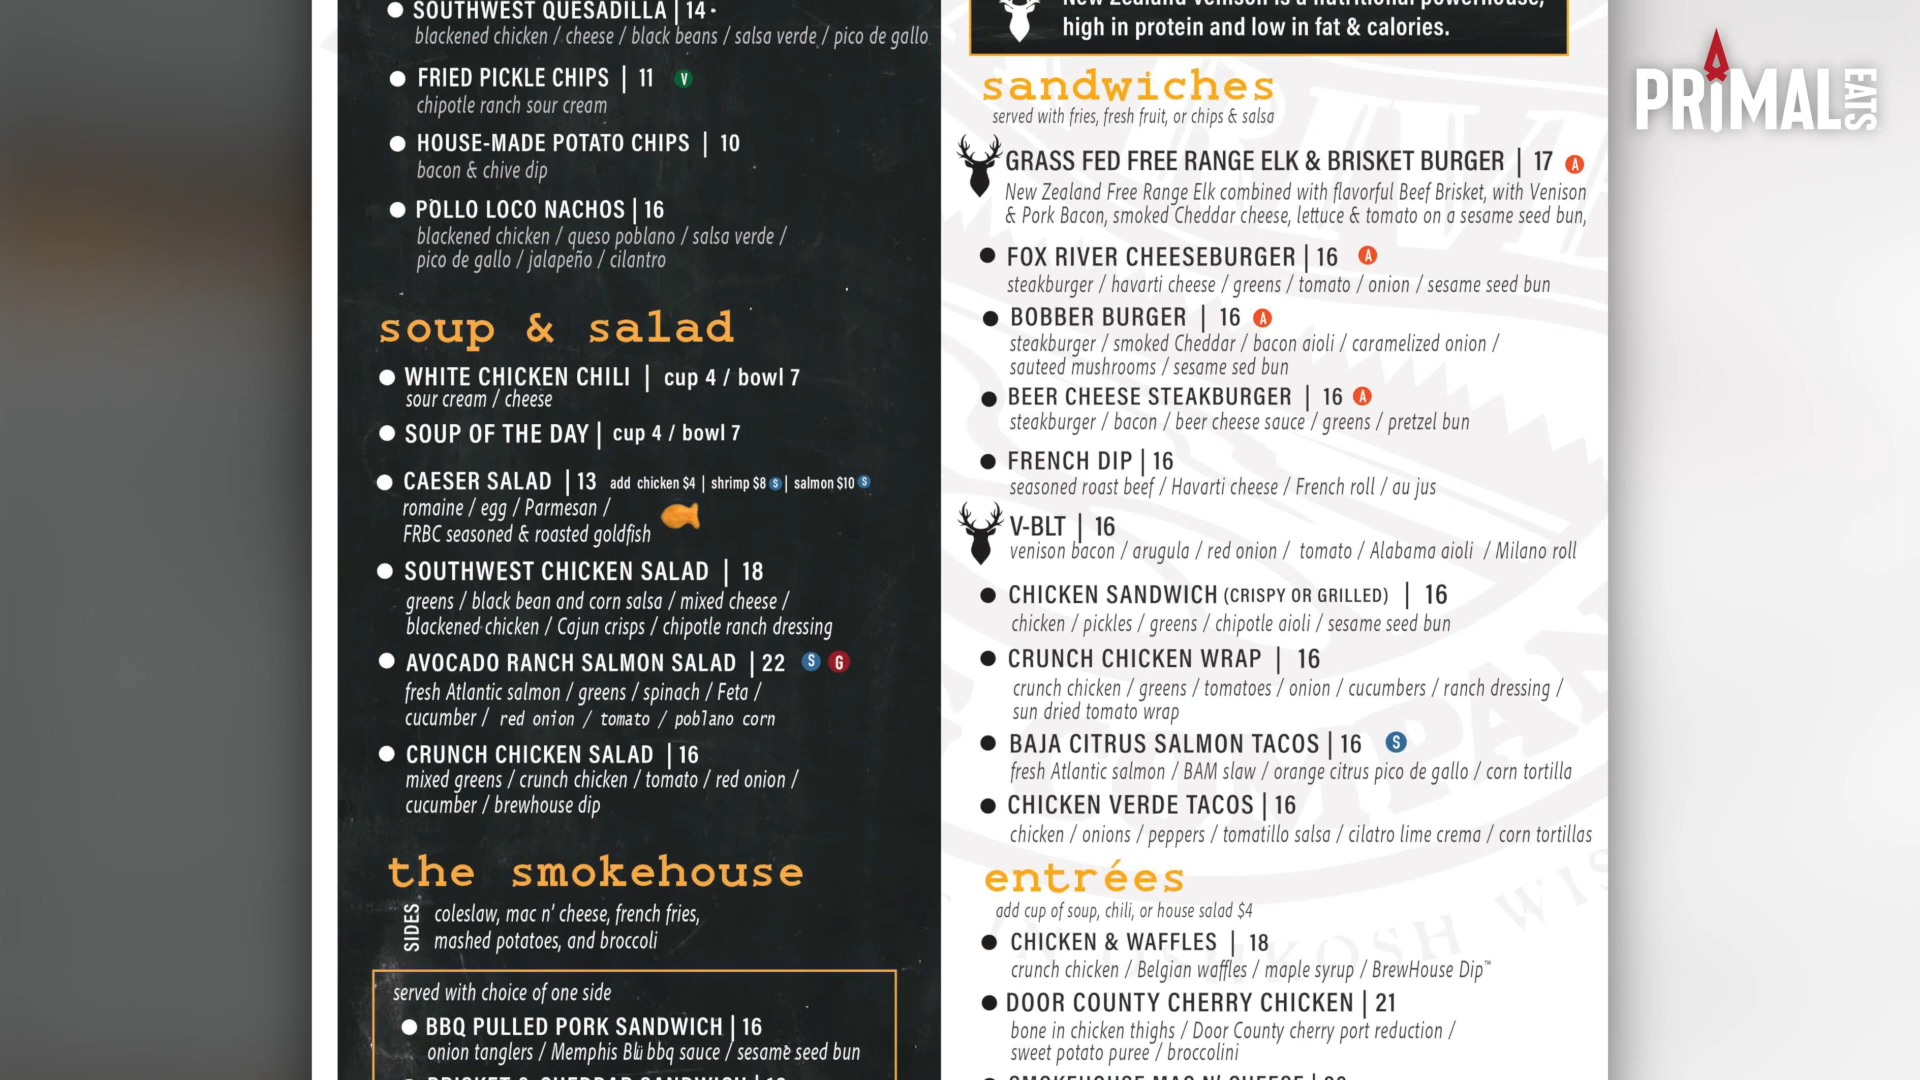 SOUTHWEST QUESADILLA | 14
blackened chicken / cheese / black beans / salsa verde / pico de gallo
FRIED PICKLE CHIPS | 11 V
chipotle ranch sour cream
HOUSE-MADE POTATO CHIPS | 10
bacon & chive dip
POLLO LOCO NACHOS | 16
blackened chicken / queso poblano / salsa verde /
pico de gallo / jalapeño / cilantro
soup & salad
WHITE CHICKEN CHILI | cup 4 / bowl 7
sour cream / cheese
SOUP OF THE DAY | cup 4 / bowl 7
CAESER SALAD | 13 add chicken $4 | shrimp $8 S | salmon $10 S
romaine / egg / Parmesan /
FRBC seasoned & roasted goldfish
SOUTHWEST CHICKEN SALAD | 18
greens / black bean and corn salsa / mixed cheese /
blackened chicken / Cajun crisps / chipotle ranch dressing
AVOCADO RANCH SALMON SALAD | 22 S G
fresh Atlantic salmon / greens / spinach / Feta /
cucumber / red onion / tomato / poblano corn
CRUNCH CHICKEN SALAD | 16
mixed greens / crunch chicken / tomato / red onion /
cucumber / brewhouse dip
the smokehouse
SIDES
coleslaw, mac n' cheese, french fries,
mashed potatoes, and broccoli
served with choice of one side
BBQ PULLED PORK SANDWICH | 16
onion tanglers / Memphis Blü bbq sauce / sesame seed bun
BRISKET & CHEDDAR SANDWICH
New Zealand Venison is a nutritional powerhouse,
high in protein and low in fat & calories.
sandwiches
served with fries, fresh fruit, or chips & salsa
GRASS FED FREE RANGE ELK & BRISKET BURGER | 17 A
New Zealand Free Range Elk combined with flavorful Beef Brisket, with Venison
& Pork Bacon, smoked Cheddar cheese, lettuce & tomato on a sesame seed bun,
FOX RIVER CHEESEBURGER | 16 A
steakburger / havarti cheese / greens / tomato / onion / sesame seed bun
BOBBER BURGER | 16 A
steakburger / smoked Cheddar / bacon aioli / caramelized onion /
sauteed mushrooms / sesame sed bun
BEER CHEESE STEAKBURGER | 16 A
steakburger / bacon / beer cheese sauce / greens / pretzel bun
FRENCH DIP | 16
seasoned roast beef / Havarti cheese / French roll / au jus
V-BLT | 16
venison bacon / arugula / red onion / tomato / Alabama aioli / Milano roll
CHICKEN SANDWICH (CRISPY OR GRILLED) | 16
chicken / pickles / greens / chipotle aioli / sesame seed bun
CRUNCH CHICKEN WRAP | 16
crunch chicken / greens / tomatoes / onion / cucumbers / ranch dressing /
sun dried tomato wrap
BAJA CITRUS SALMON TACOS | 16 S
fresh Atlantic salmon / BAM slaw / orange citrus pico de gallo / corn tortilla
CHICKEN VERDE TACOS | 16
chicken / onions / peppers / tomatillo salsa / cilatro lime crema / corn tortillas
entrées
add cup of soup, chili, or house salad $4
CHICKEN & WAFFLES | 18
crunch chicken / Belgian waffles / maple syrup / BrewHouse Dip™
DOOR COUNTY CHERRY CHICKEN | 21
bone in chicken thighs / Door County cherry port reduction /
sweet potato puree / broccolini
SMOKEHOUSE MAC N' CHEESE
PRIMAL EATS